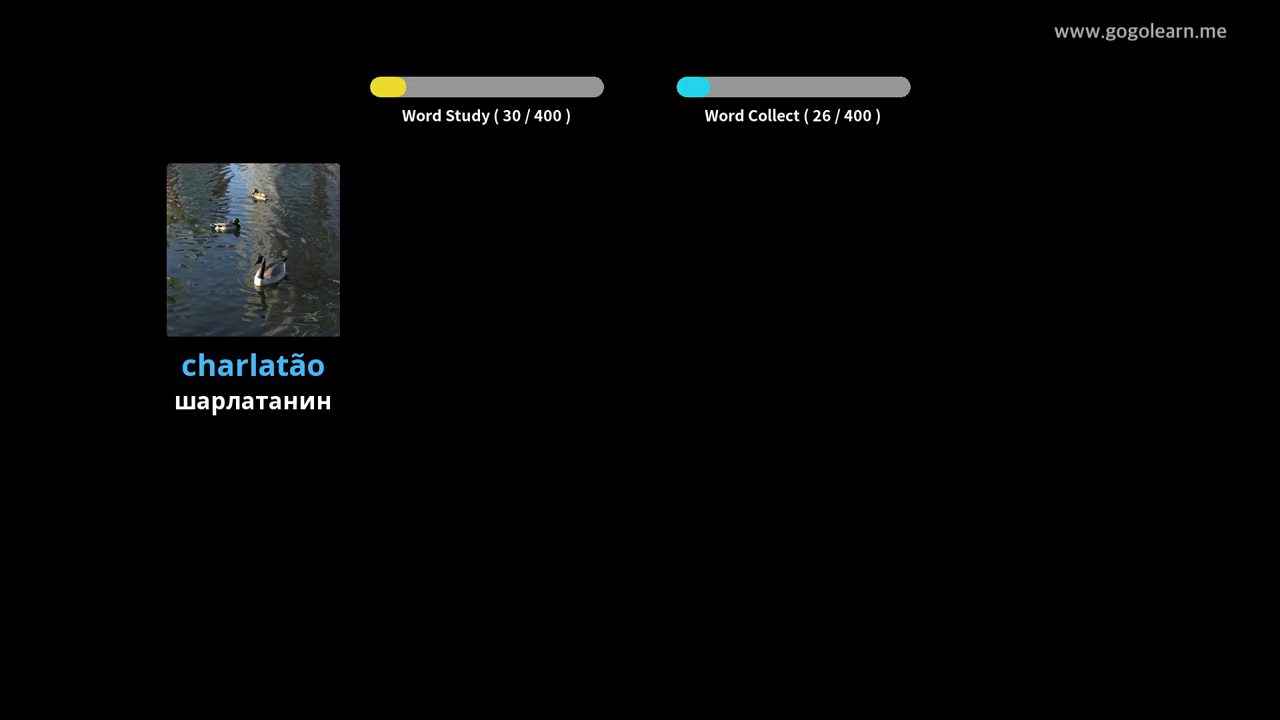 www.gogolearn.me
Word Study ( 30 / 400 )
Word Collect ( 26 / 400 )
charlatão
шарлатанин